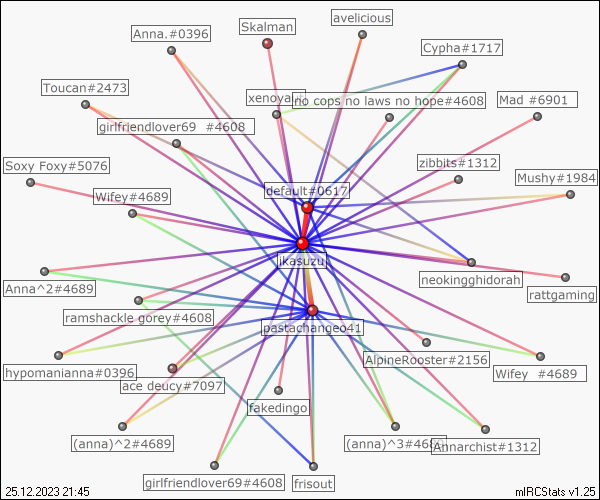 avelicious
Skalman
Anna.#0396
Cypha#1717
Toucan#2473
no cops no laws no hope#4608
Mad #6901
girlfriendlover69 #4608
zibbits#1312
Soxy Foxy#5076
Mushy#1984
default#0617
Wifey#4689
neokingghidorah
Anna^2#4689
rattgaming
ramshackle gorey#4608
pastachangeo41
AlpineRooster#2156
hypomanianna#0396
Wifey #4689
ace deucy#7097
fakedingo
(anna)^2#4689
(anna)^3#4689
Annarchist#1312
girlfriendlover69#4608
frisout
25.12.2023 21:45
mIRCStats v1.25